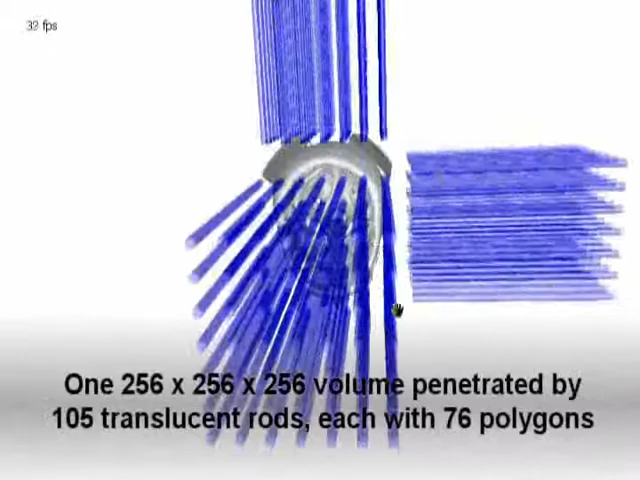 32 fps
One 256 x 256 x 256 volume penetrated by
105 translucent rods, each with 76 polygons